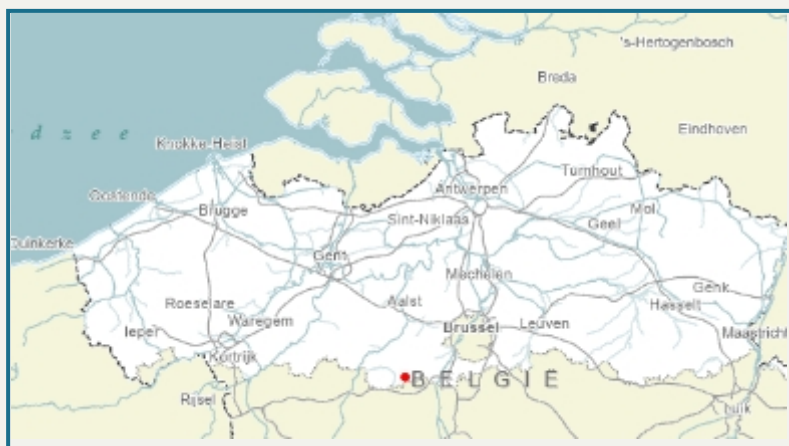 's-Hertogenbosch
Breda
Eindhoven
d z e e
Knokke-Heist
Turnhout
Antwerpen
Oostende
Brugge
Mol
Sint-Niklaas
Geel
Duinkerke
Gent
Mechelen
Genk
Roeselare
Aalst
Hasselt
Waregem
Brussel
Leuven
Ieper
Maastricht
Kortrijk
BELGIË
Rijsel
Luik